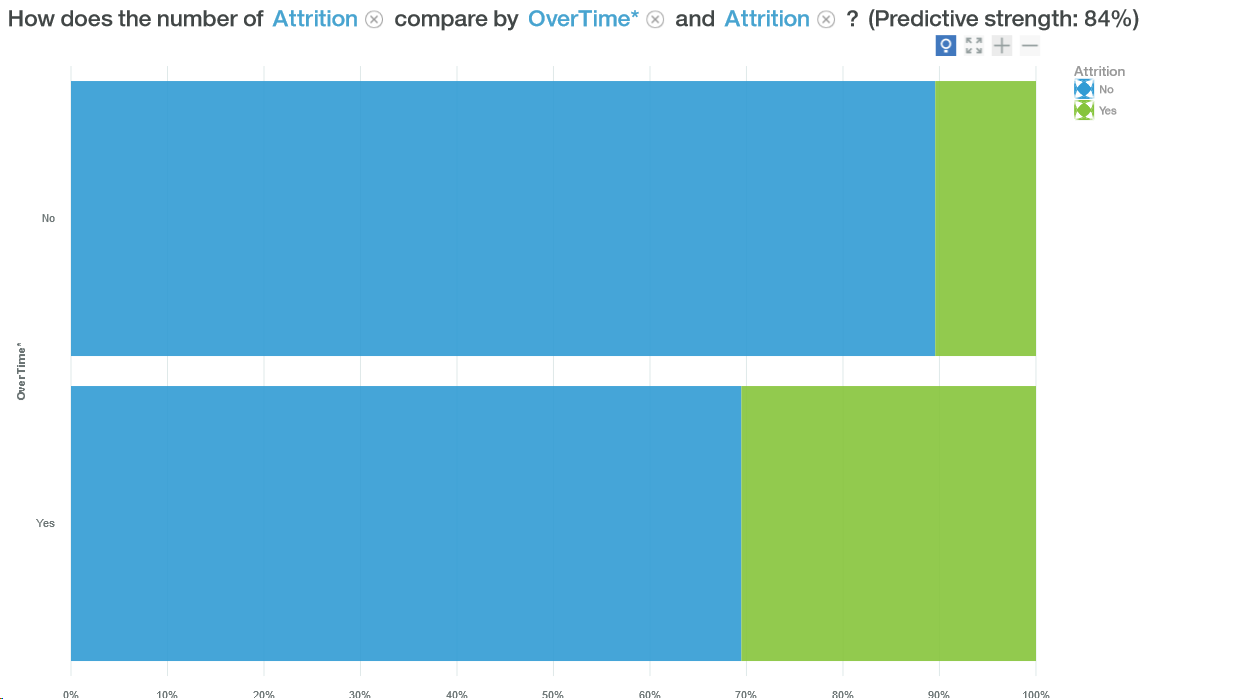 How does the number of Attrition compare by OverTime* and Attrition ? (Predictive strength: 84%)
Attrition
No
Yes
No
OverTime*
Yes
0% 10% 20% 30% 40% 50% 60% 70% 80% 90% 100%